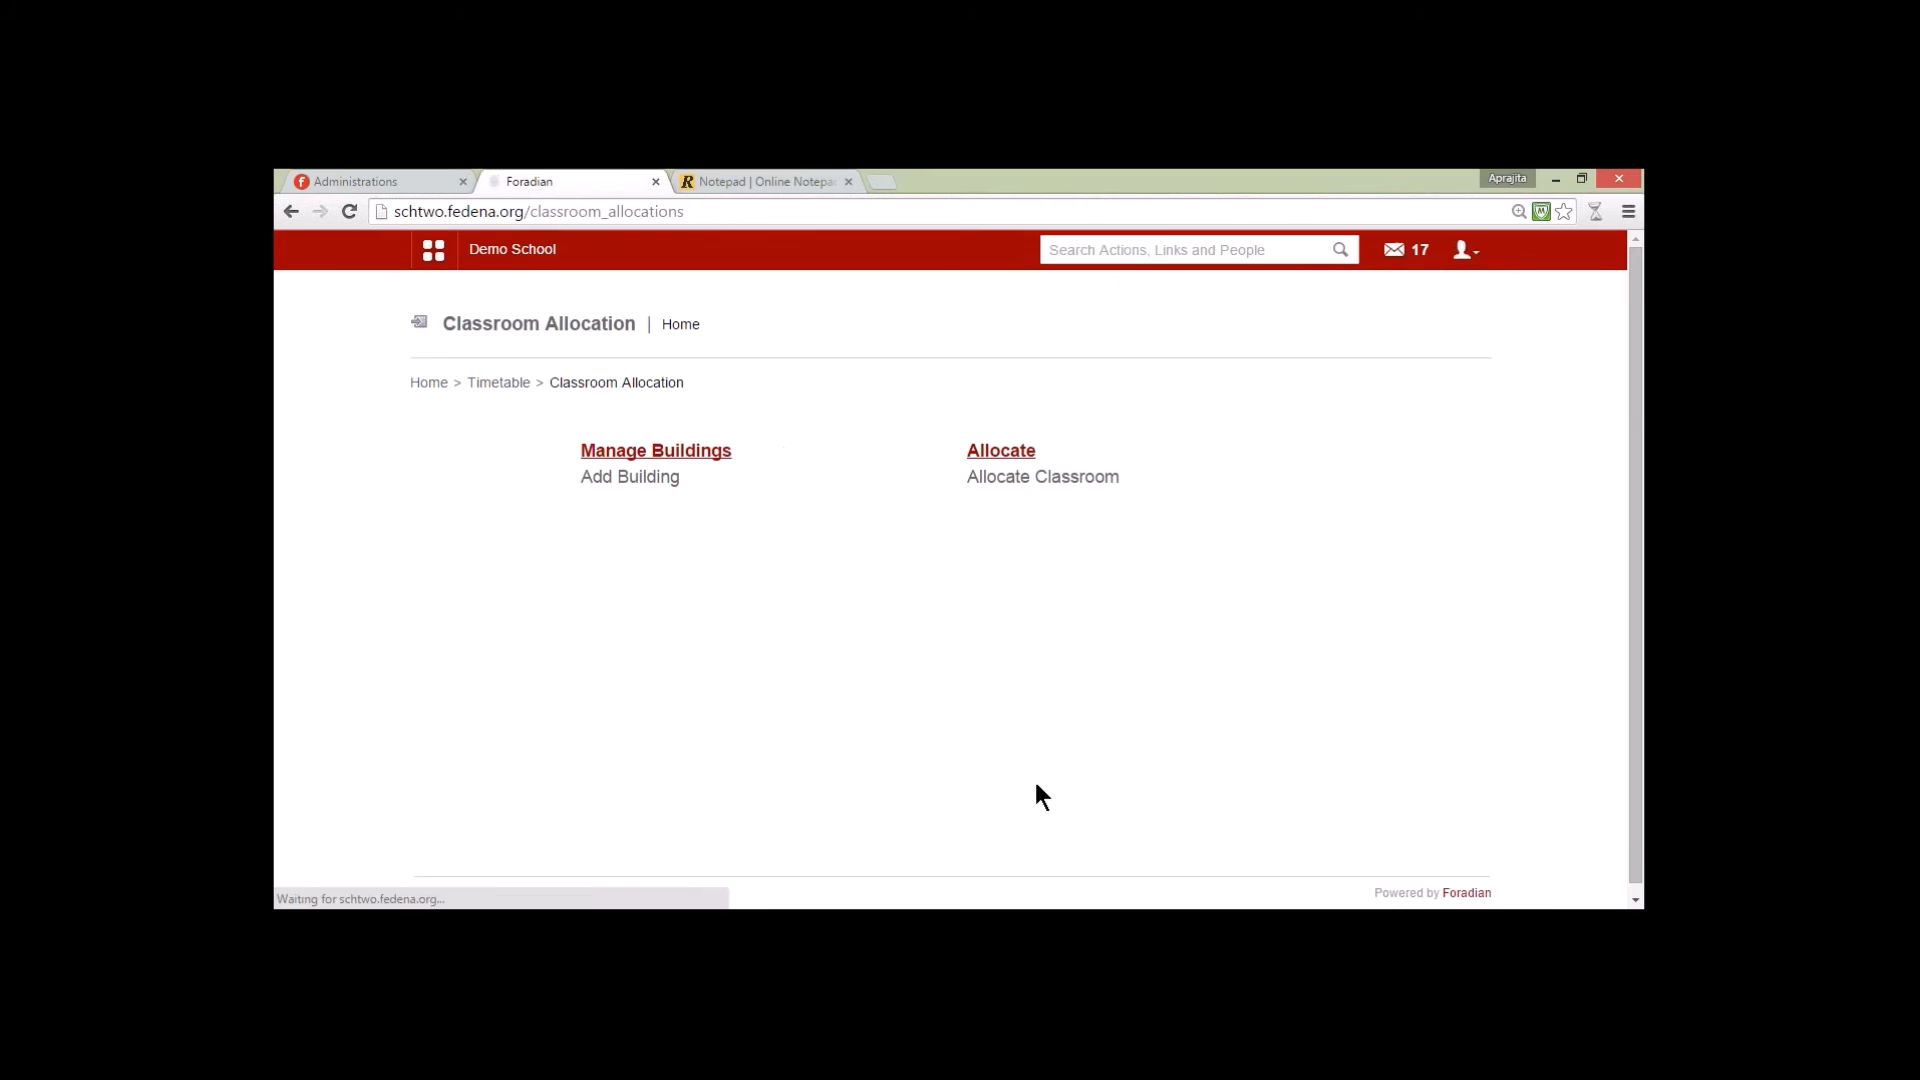 Administrations
Foradian
Notepad | Online Notepa
Aprajita
schtwo.fedena.org/classroom_allocations
Demo School
Search Actions, Links and People
17
Classroom Allocation | Home
Home > Timetable > Classroom Allocation
Manage Buildings
Add Building
Allocate
Allocate Classroom
Powered by Foradian
Waiting for schtwo.fedena.org...